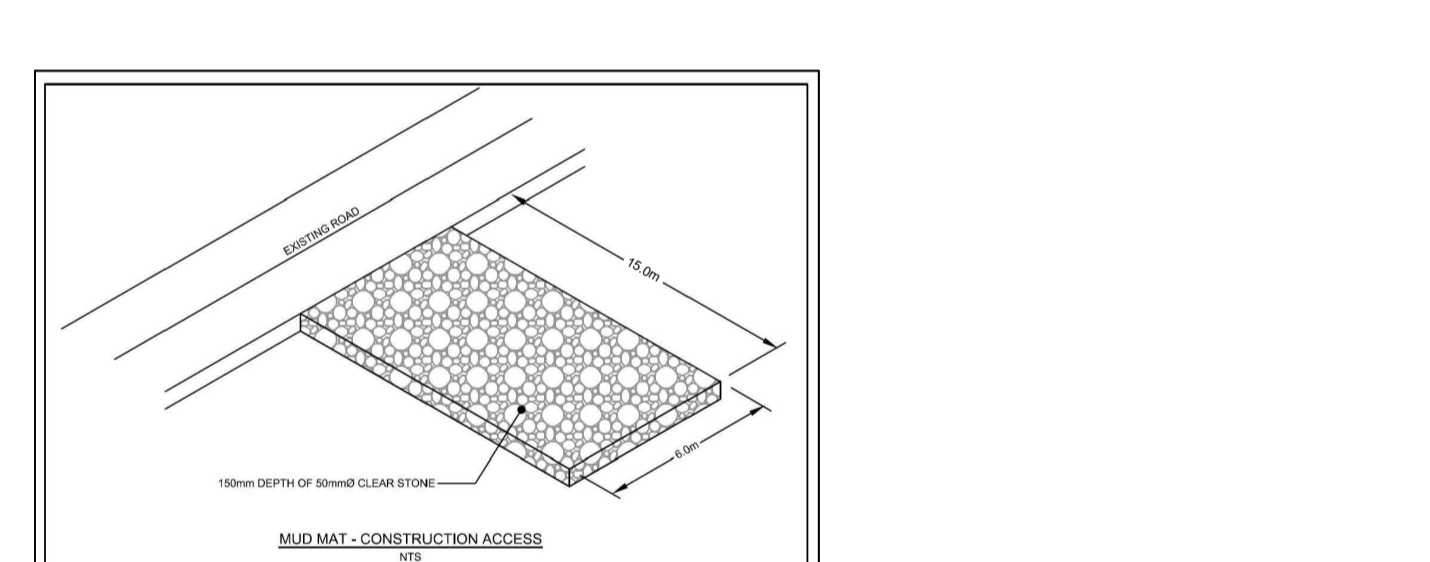 EXISTING ROAD
15.0m
6.0m
150mm DEPTH OF 50mmØ CLEAR STONE
MUD MAT - CONSTRUCTION ACCESS
NTS